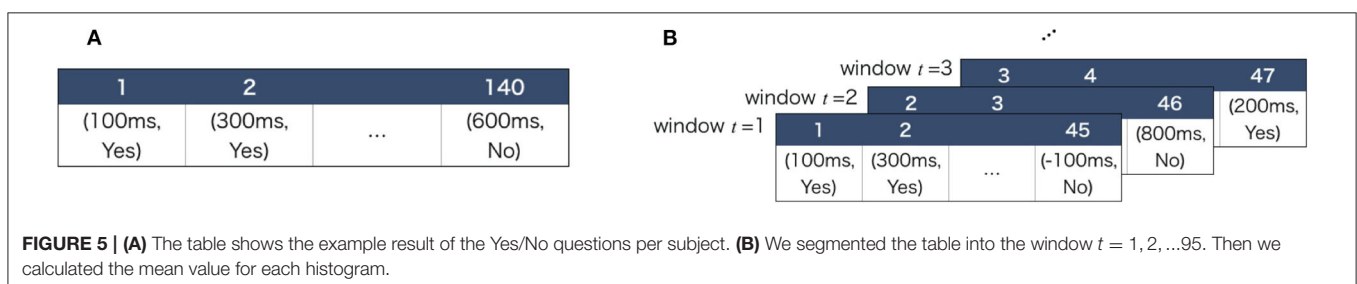 A
1 2 140
(100ms, (300ms, ... (600ms,
Yes) Yes) No)
B
⋰
window t=3 3 4 47
window t=2 2 3 46 (200ms,
window t=1 1 2 45 (800ms, Yes)
(100ms, (300ms, ... (-100ms, No)
Yes) Yes) No)
FIGURE 5 | (A) The table shows the example result of the Yes/No questions per subject. (B) We segmented the table into the window t = 1, 2, ...95. Then we
calculated the mean value for each histogram.